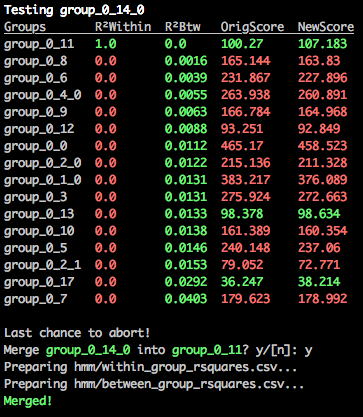 Testing group_0_14_0
Groups R²Within R²Btw OrigScore NewScore
group_0_11 1.0 0.0 100.27 107.183
group_0_8 0.0 0.0016 165.144 163.83
group_0_6 0.0 0.0039 231.867 227.896
group_0_4_0 0.0 0.0055 263.938 260.891
group_0_9 0.0 0.0063 784.784 164.968
group_0_12 0.0 0.0088 93.251 92.849
group_0_0 0.0 0.0112 465.17 458.523
group_0_2_0 0.0 0.0122 215.136 211.328
group_0_1_0 0.0 0.0131 383.217 376.089
group_0_3 0.0 0.0131 275.924 272.663
group_0_13 0.0 0.0133 98.378 98.634
group_0_10 0.0 0.0138 161.389 160.354
group_0_5 0.0 0.0146 240.148 237.06
group_0_2_1 0.0 0.0153 79.052 72.771
group_0_17 0.0 0.0292 36.247 38.214
group_0_7 0.0 0.0403 179.623 178.992
Last chance to abort!
Merge group_0_14_0 into group_0_11? y/[n]: y
Preparing hmm/within_group_rsquares.csv...
Preparing hmm/between_group_rsquares.csv...
Merged!